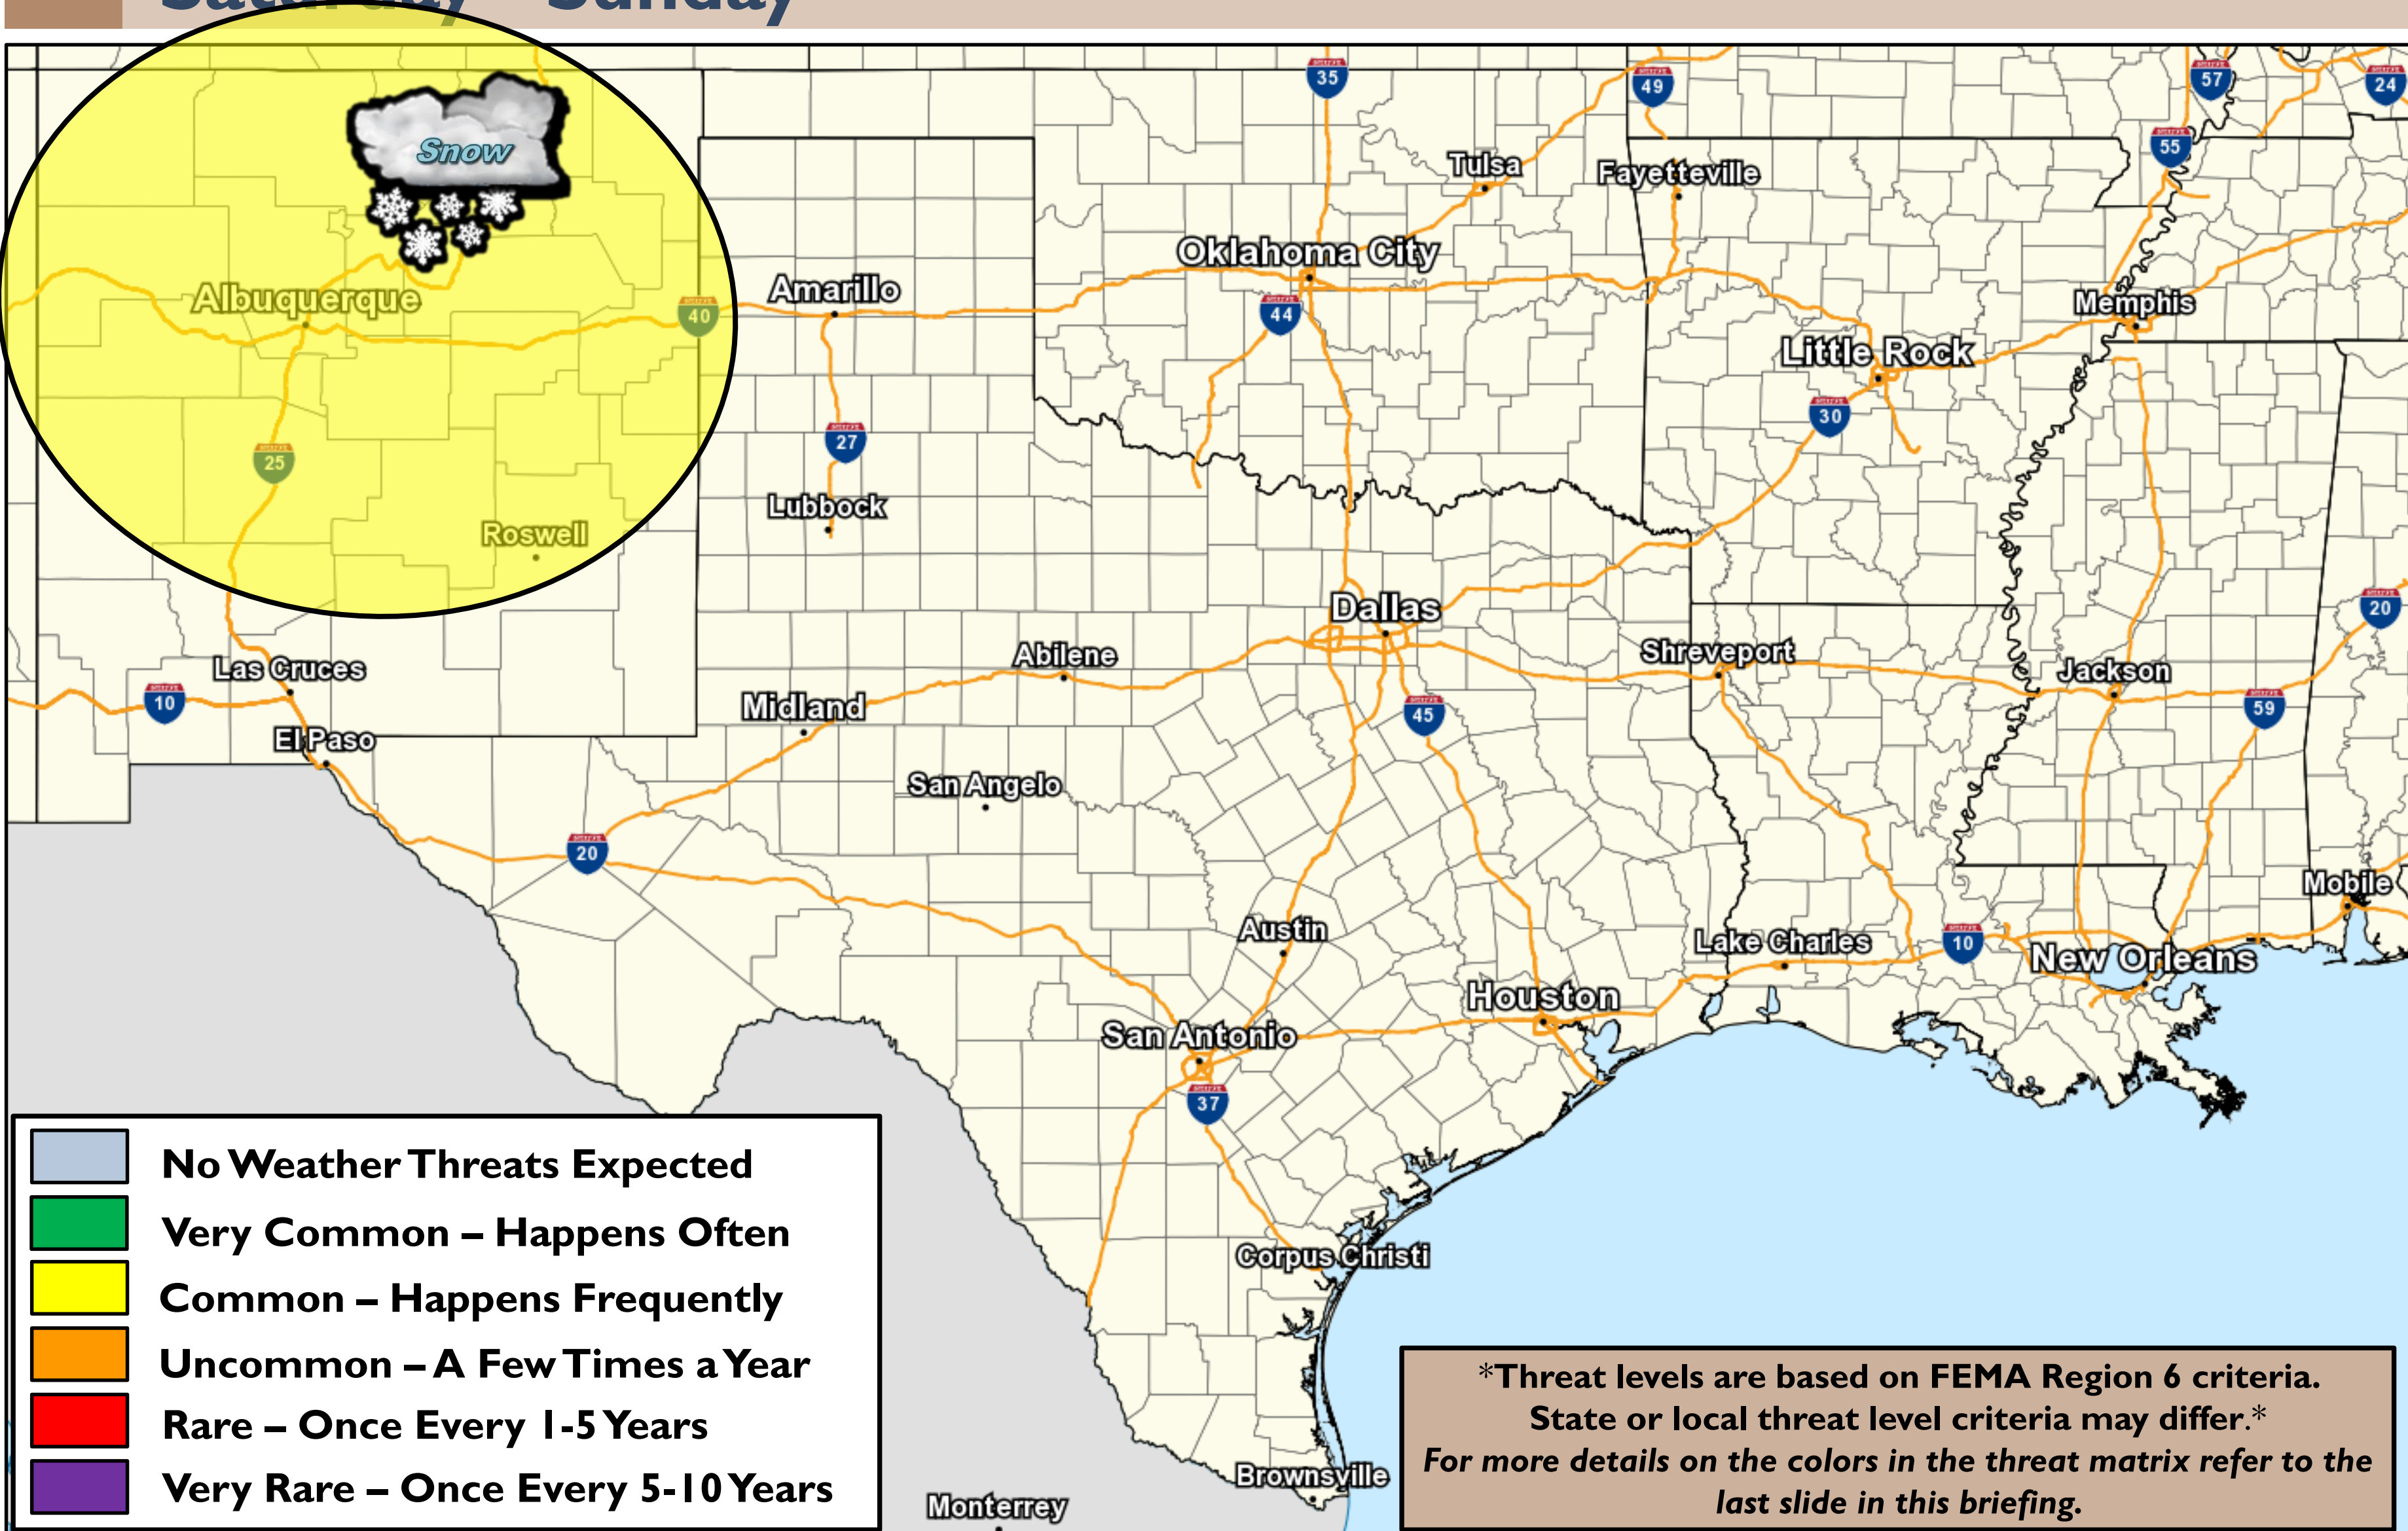 Saturday - Sunday
Snow
35
49
57
24
55
Tulsa
Fayetteville
Oklahoma City
Albuquerque
40
Amarillo
44
Memphis
Little Rock
30
27
25
Lubbock
Roswell
Dallas
20
Las Cruces
Abilene
Shreveport
Jackson
10
Midland
45
59
El Paso
San Angelo
20
Mobile
Austin
Lake Charles
10
New Orleans
Houston
San Antonio
37
Corpus Christi
Brownsville
Monterrey
No Weather Threats Expected
Very Common – Happens Often
Common – Happens Frequently
Uncommon – A Few Times a Year
Rare – Once Every 1-5 Years
Very Rare – Once Every 5-10 Years
*Threat levels are based on FEMA Region 6 criteria.
State or local threat level criteria may differ.*
For more details on the colors in the threat matrix refer to the
last slide in this briefing.